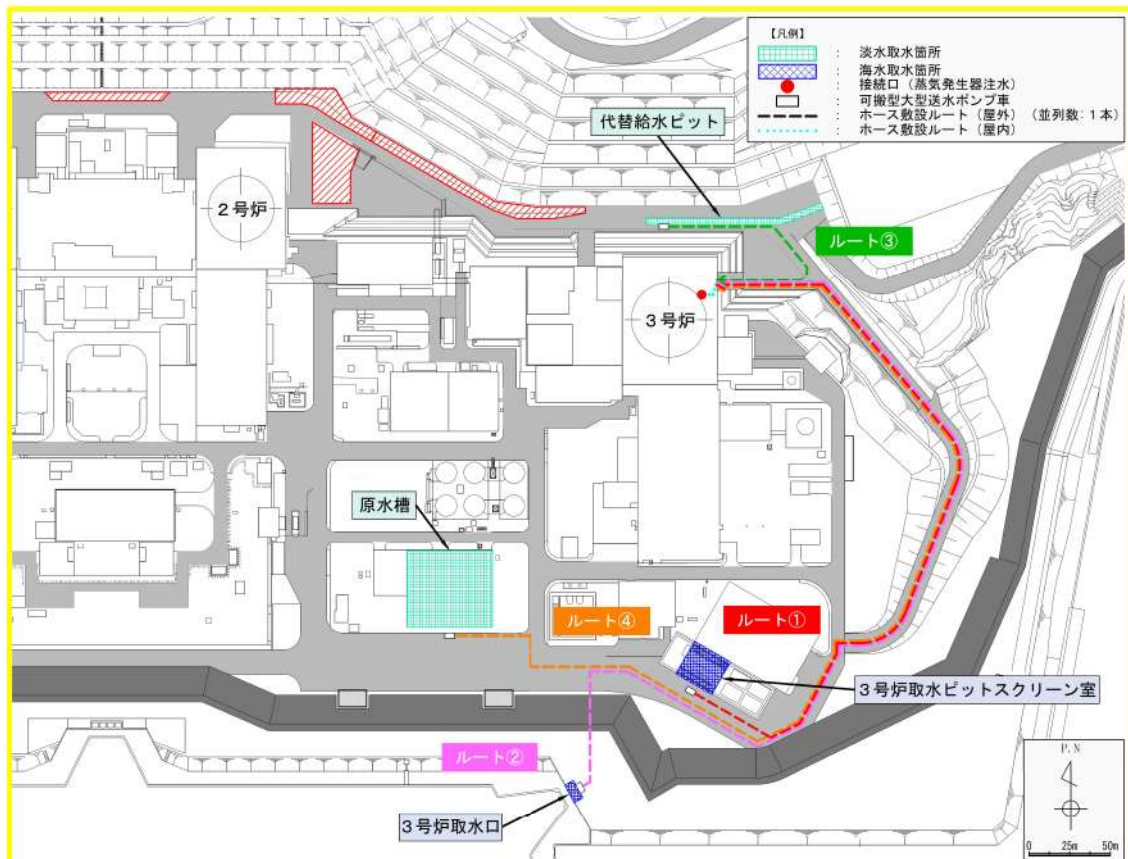 【凡例】
： 淡水取水箇所
： 海水取水箇所
： 接続口（蒸気発生器注水）
： 可搬型大型送水ポンプ車
： ホース敷設ルート（屋外）（並列数：1本）
： ホース敷設ルート（屋内）
代替給水ピット
2号炉
ルート③
3号炉
原水槽
ルート④
ルート①
3号炉取水ピットスクリーン室
ルート②
3号炉取水口
P.N
0 25m 50m